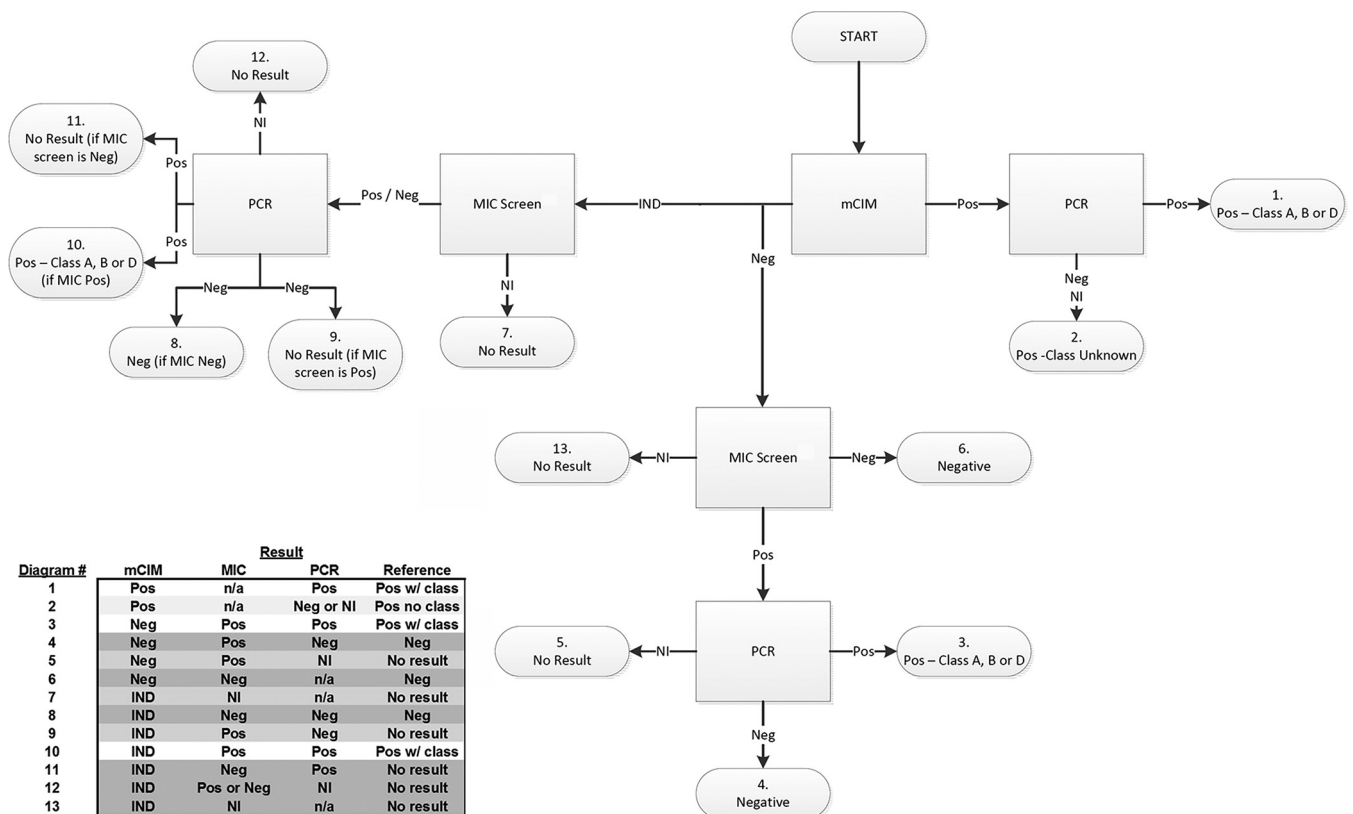 START
12.
No Result
NI
11.
No Result (if MIC
screen is Neg)
Pos
PCR
Pos / Neg
MIC Screen
IND
mCIM
Pos
PCR
Pos
1.
Pos – Class A, B or D
Pos
10.
Pos – Class A, B or D
(if MIC Pos)
Neg
Neg
NI
Neg
Neg
NI
8.
Neg (if MIC Neg)
9.
No Result (if MIC
screen is Pos)
7.
No Result
2.
Pos -Class Unknown
13.
No Result
NI
MIC Screen
Neg
6.
Negative
Pos
5.
No Result
NI
PCR
Pos
3.
Pos – Class A, B or D
Neg
4.
Negative
Result
Diagram # mCIM MIC PCR Reference
1 Pos n/a Pos Pos w/ class
2 Pos n/a Neg or NI Pos no class
3 Neg Pos Pos Pos w/ class
4 Neg Pos Neg Neg
5 Neg Pos NI No result
6 Neg Neg n/a Neg
7 IND NI n/a No result
8 IND Neg Neg Neg
9 IND Pos Neg No result
10 IND Pos Pos Pos w/ class
11 IND Neg Pos No result
12 IND Pos or Neg NI No result
13 IND NI n/a No result